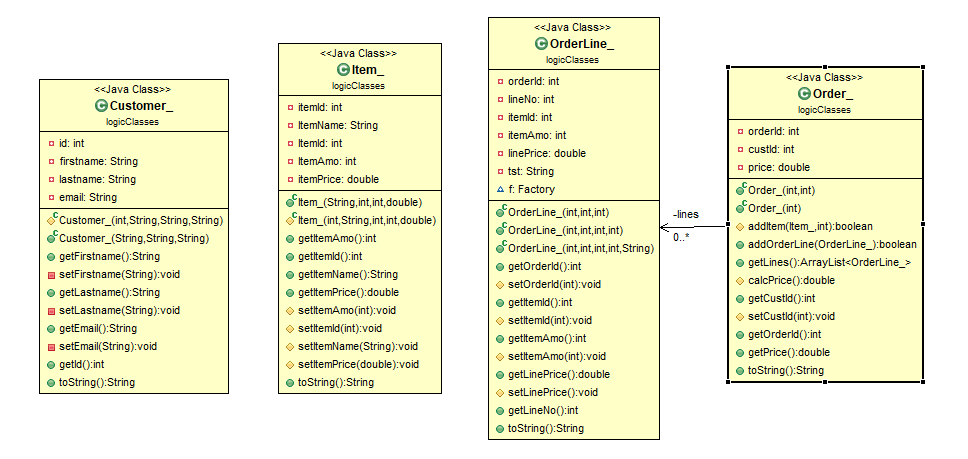 <<Java Class>>
Customer_
logicClasses
id: int
firstname: String
lastname: String
email: String
Customer_(int,String,String,String)
Customer_(String,String,String)
getFirstname():String
setFirstname(String):void
getLastname():String
setLastname(String):void
getEmail():String
setEmail(String):void
getId():int
toString():String
<<Java Class>>
Item_
logicClasses
itemId: int
ItemName: String
ItemId: int
ItemAmo: int
itemPrice: double
Item_(String,int,int,double)
Item_(int,String,int,int,double)
getItemAmo():int
getItemId():int
getItemName():String
getItemPrice():double
setItemAmo(int):void
setItemId(int):void
setItemName(String):void
setItemPrice(double):void
toString():String
<<Java Class>>
OrderLine_
logicClasses
orderId: int
lineNo: int
itemId: int
itemAmo: int
linePrice: double
tst: String
f: Factory
OrderLine_(int,int,int)
OrderLine_(int,int,int,int)
OrderLine_(int,int,int,int,String)
getOrderId():int
setOrderId(int):void
getItemId():int
setItemId(int):void
getItemAmo():int
setItemAmo(int):void
getLinePrice():double
setLinePrice():void
getLineNo():int
toString():String
-lines
0..*
<<Java Class>>
Order_
logicClasses
orderId: int
custId: int
price: double
Order_(int,int)
Order_(int)
addItem(Item_,int):boolean
addOrderLine(OrderLine_):boolean
getLines():ArrayList<OrderLine_>
calcPrice():double
getCustId():int
setCustId(int):void
getOrderId():int
getPrice():double
toString():String